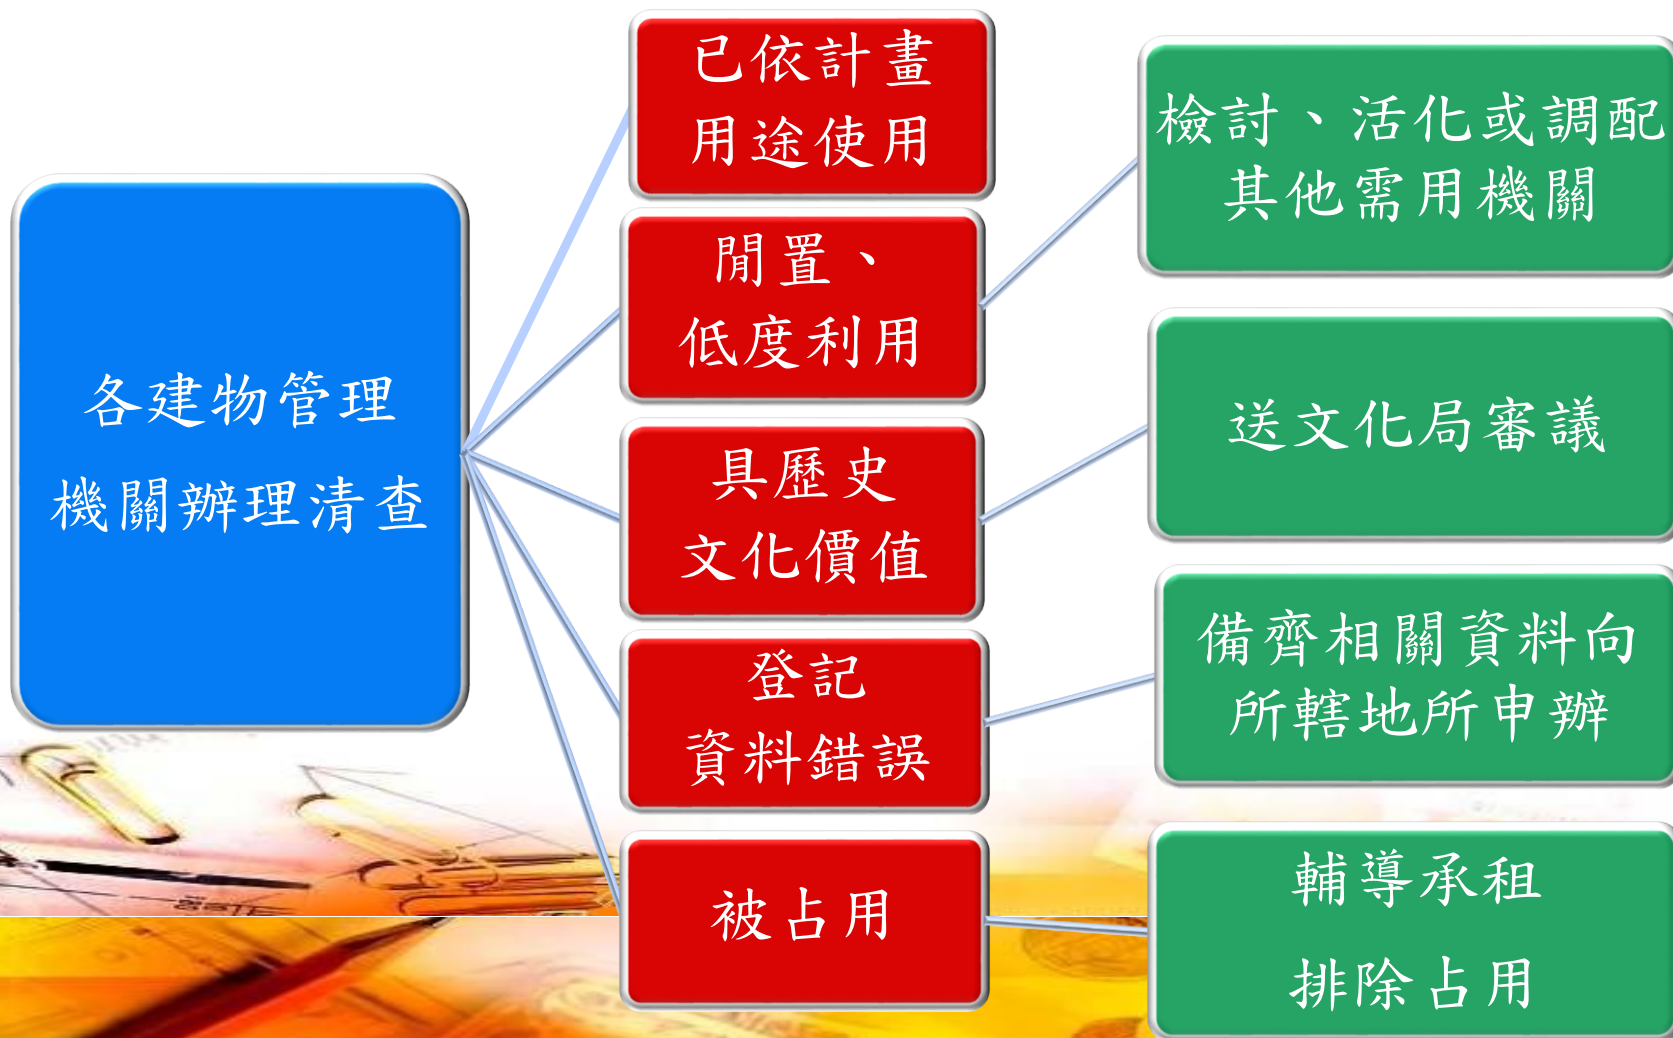 各建物管理
機關辦理清查
已依計畫
用途使用
閒置、
低度利用
具歷史
文化價值
登記
資料錯誤
被占用
檢討、活化或調配
其他需用機關
送文化局審議
備齊相關資料向
所轄地所申辦
輔導承租
排除占用